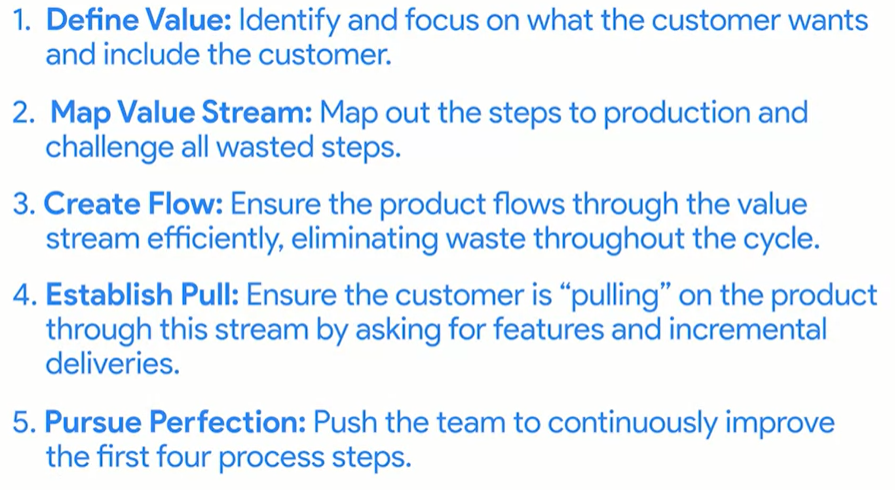 1. Define Value: Identify and focus on what the customer wants
and include the customer.
2. Map Value Stream: Map out the steps to production and
challenge all wasted steps.
3. Create Flow: Ensure the product flows through the value
stream efficiently, eliminating waste throughout the cycle.
4. Establish Pull: Ensure the customer is “pulling” on the product
through this stream by asking for features and incremental
deliveries.
5. Pursue Perfection: Push the team to continuously improve
the first four process steps.